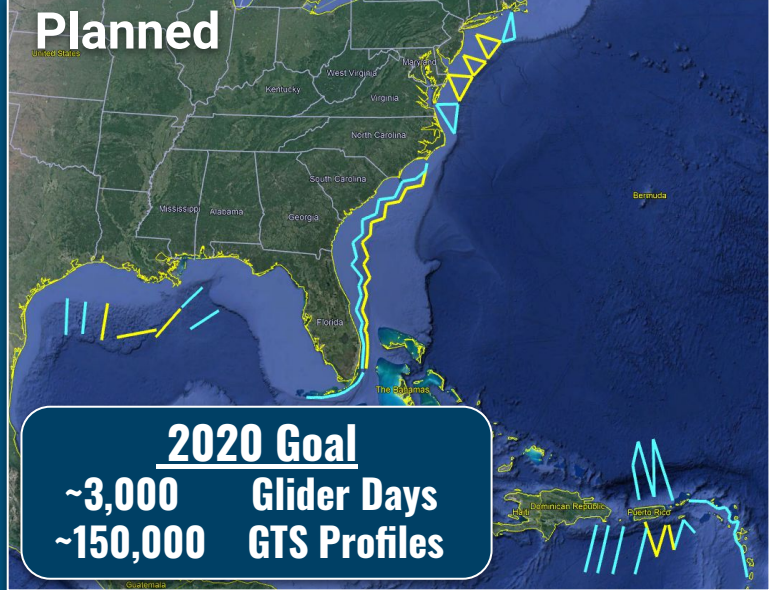 Planned
United States
Maryland
West Virginia
Kentucky
Virginia
North Carolina
South Carolina
Mississippi
Alabama
Georgia
Bermuda
Florida
The Bahamas
2020 Goal
~3,000 Glider Days
~150,000 GTS Profiles
Haiti
Dominican Republic
Puerto Rico
Guatemala